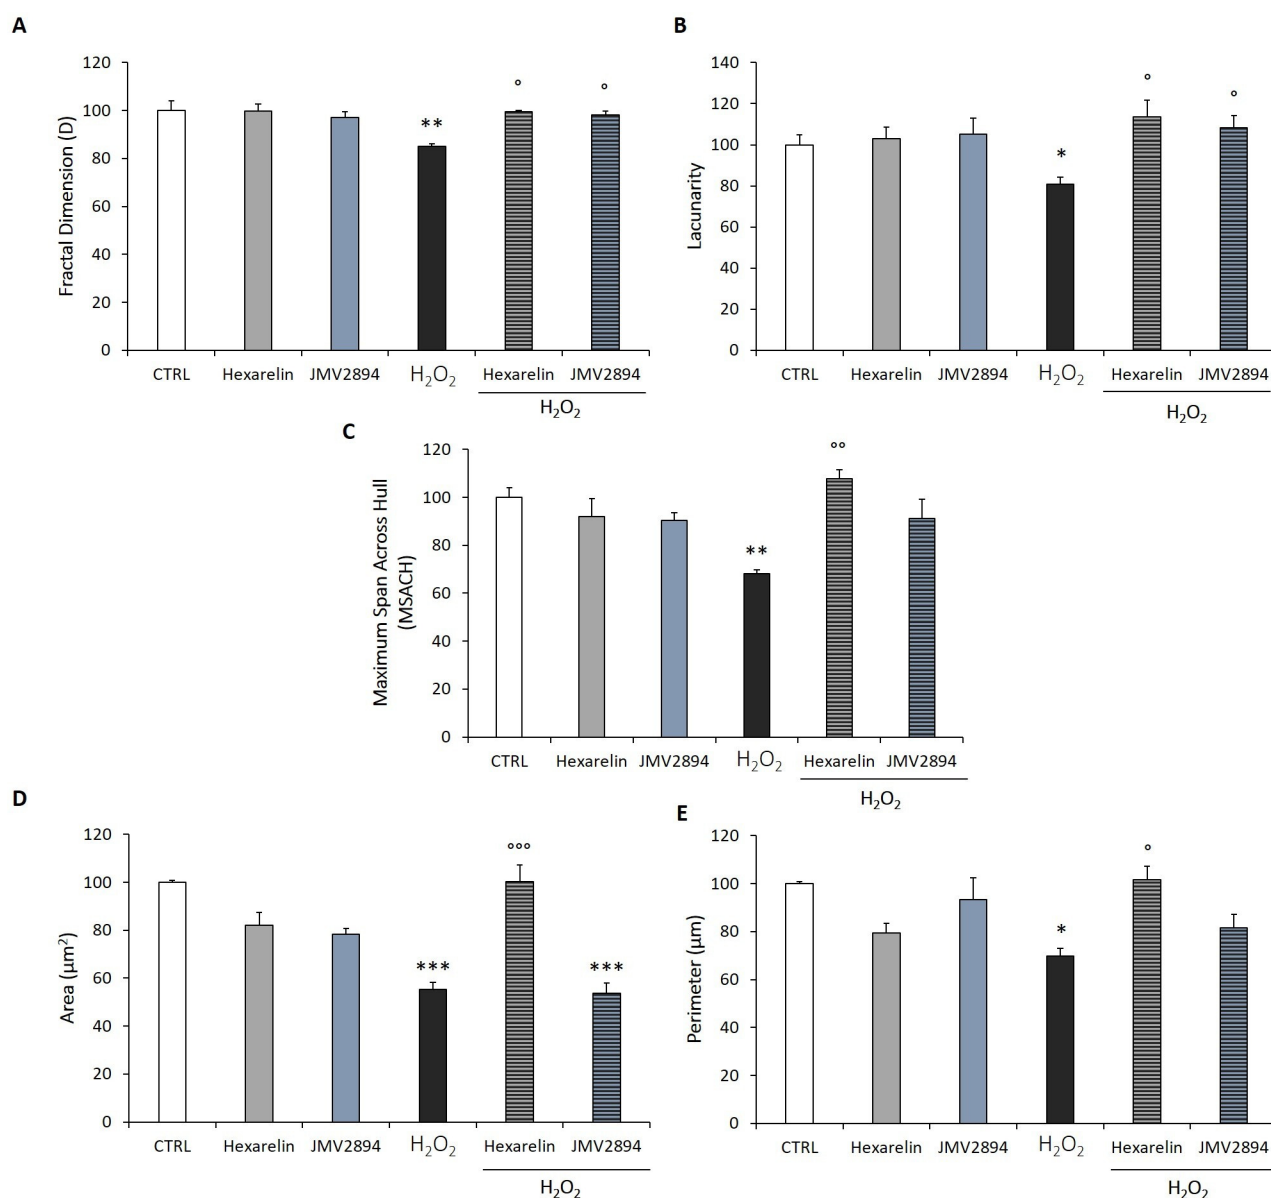 A
120
100
80
60
40
20
0
Fractal Dimension (D)
**
°
°
CTRL Hexarelin JMV2894 H₂O₂ Hexarelin JMV2894
H₂O₂
B
140
120
100
80
60
40
20
0
Lacunarity
*
°
°
CTRL Hexarelin JMV2894 H₂O₂ Hexarelin JMV2894
H₂O₂
C
120
100
80
60
40
20
0
Maximum Span Across Hull
(MSACH)
**
°°
CTRL Hexarelin JMV2894 H₂O₂ Hexarelin JMV2894
H₂O₂
D
120
100
80
60
40
20
0
Area (µm²)
***
°°°
***
CTRL Hexarelin JMV2894 H₂O₂ Hexarelin JMV2894
H₂O₂
E
120
100
80
60
40
20
0
Perimeter (µm)
*
°
CTRL Hexarelin JMV2894 H₂O₂ Hexarelin JMV2894
H₂O₂